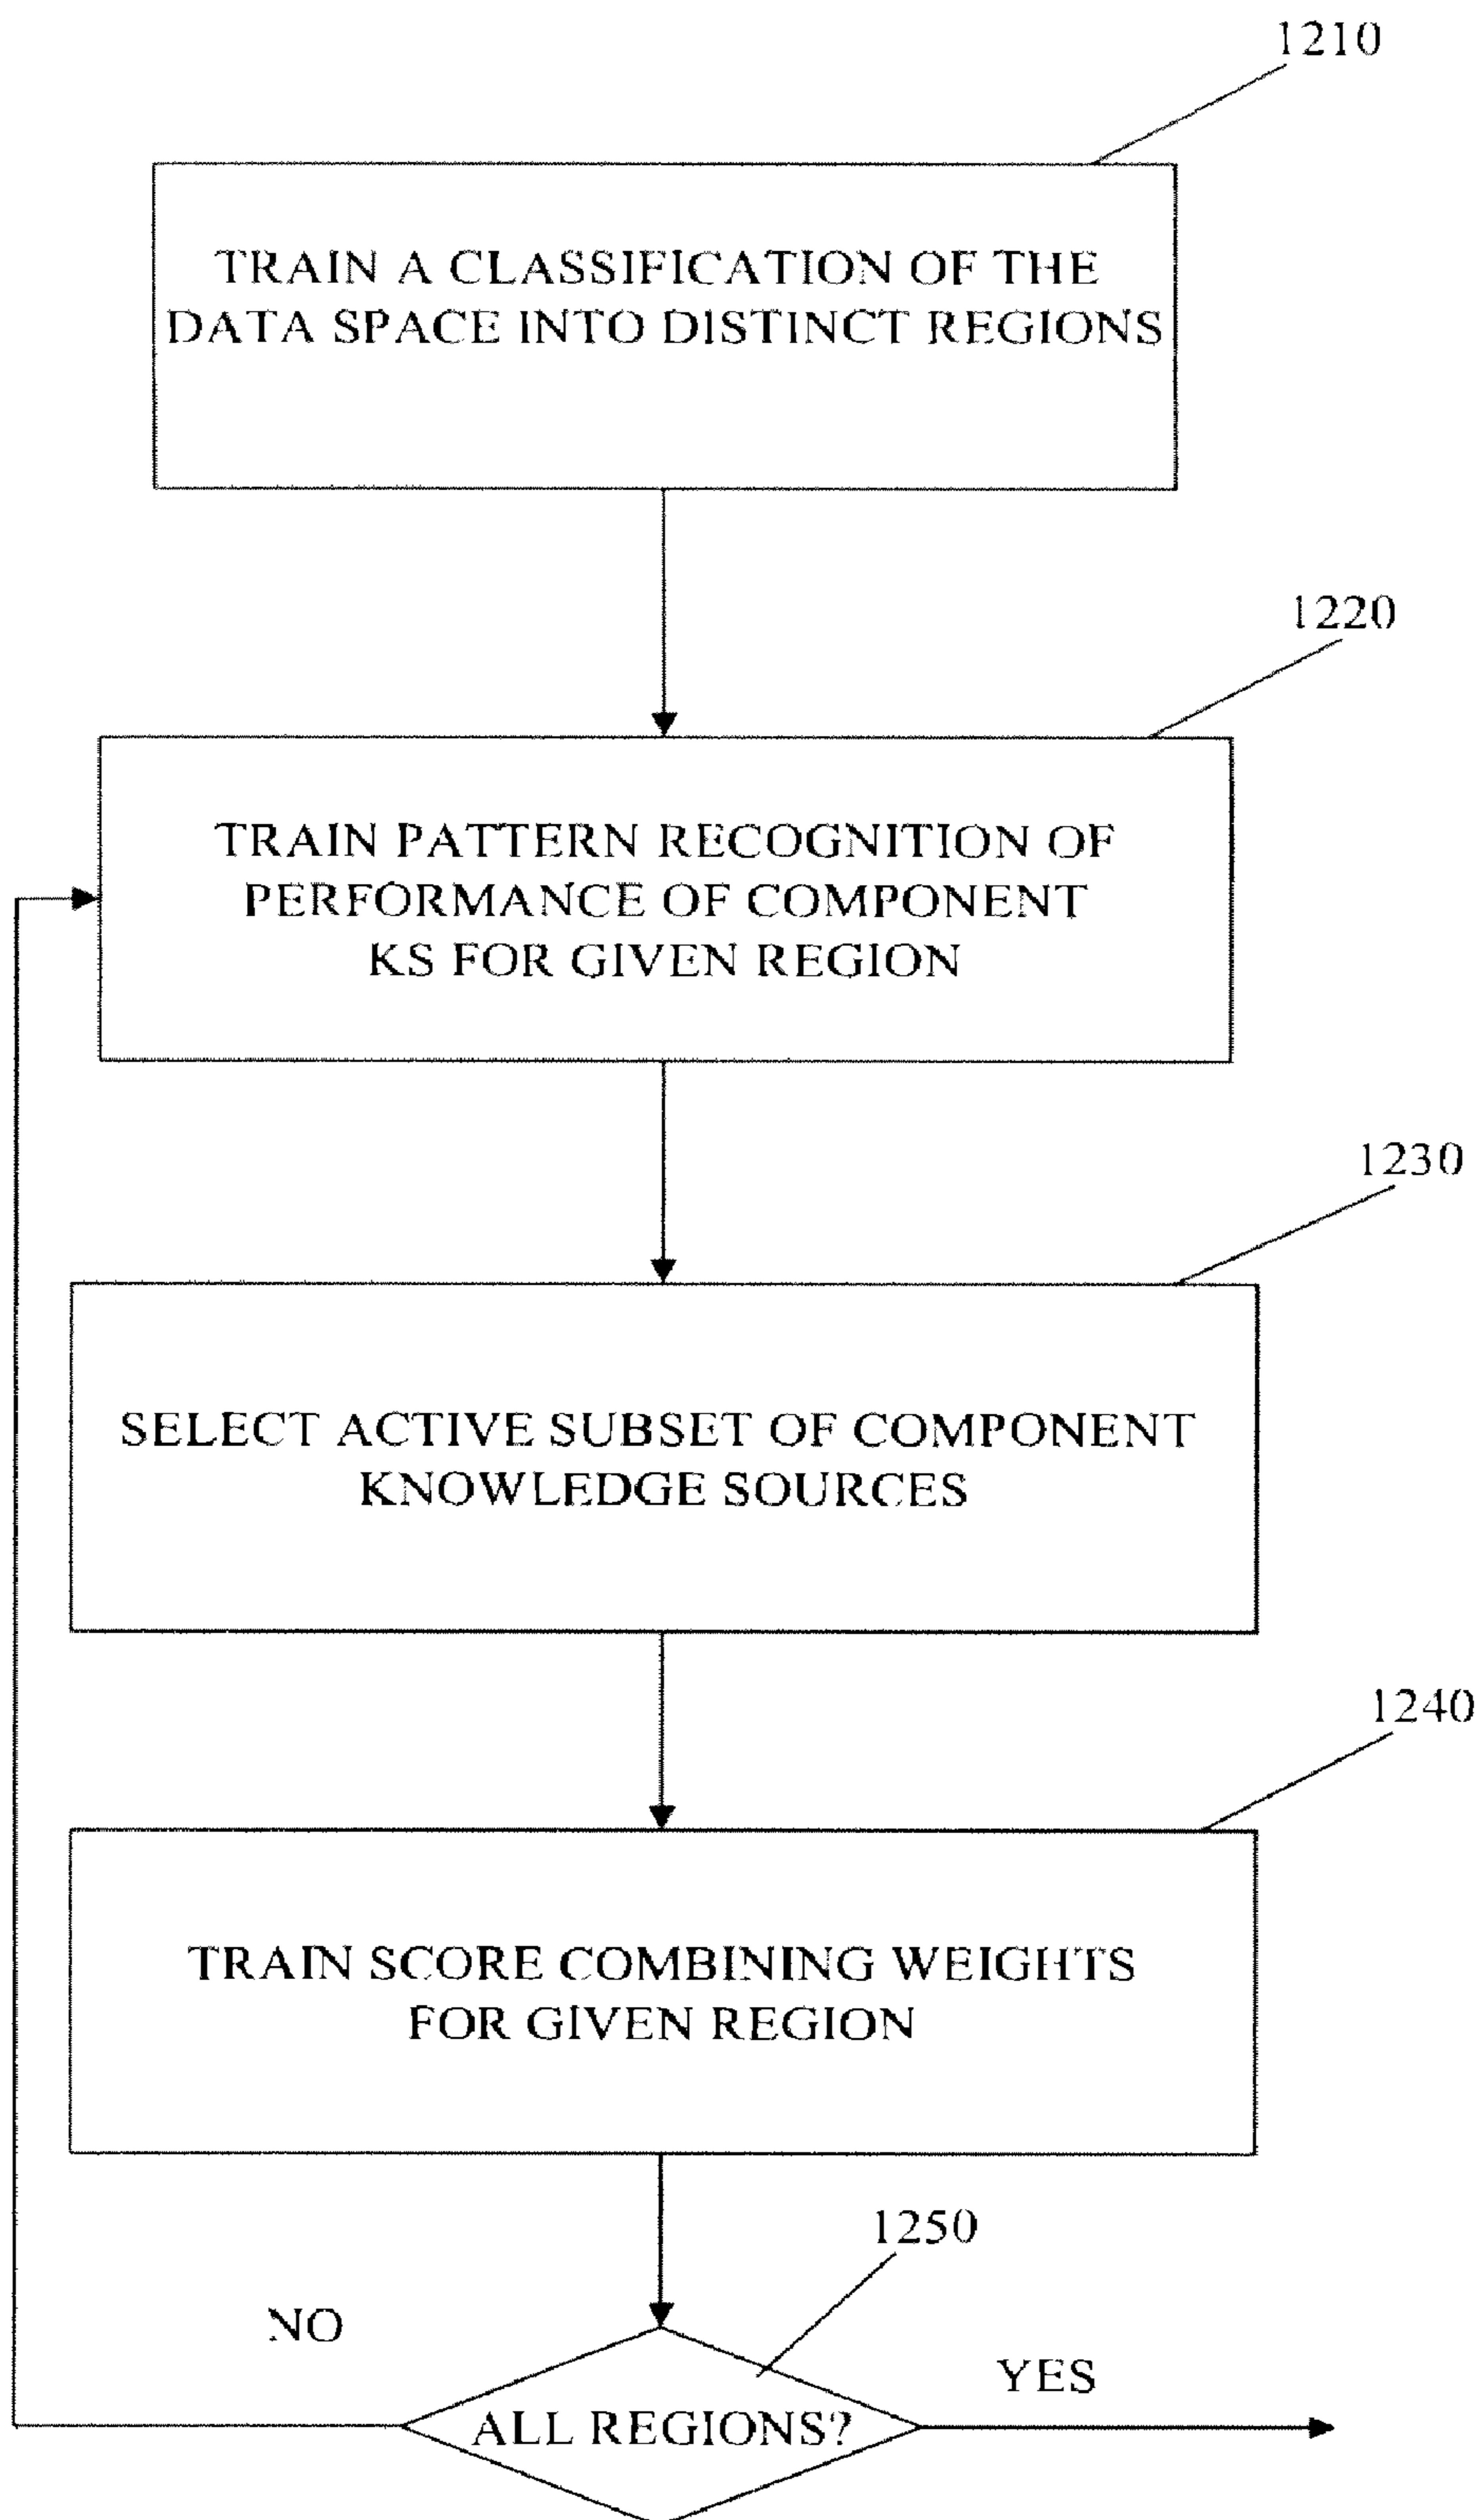 1210
TRAIN A CLASSIFICATION OF THE
DATA SPACE INTO DISTINCT REGIONS
1220
TRAIN PATTERN RECOGNITION OF
PERFORMANCE OF COMPONENT
KS FOR GIVEN REGION
1230
SELECT ACTIVE SUBSET OF COMPONENT
KNOWLEDGE SOURCES
1240
TRAIN SCORE COMBINING WEIGHTS
FOR GIVEN REGION
1250
NO
YES
ALL REGIONS?